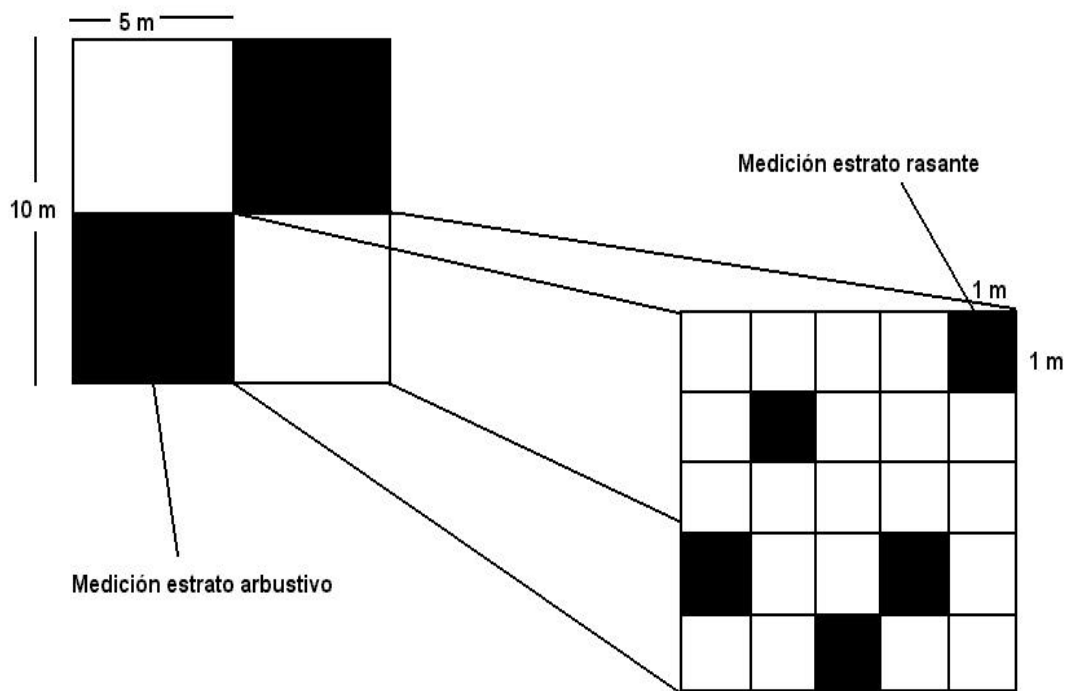 5 m
10 m
Medición estrato rasante
1 m
1 m
Medición estrato arbustivo